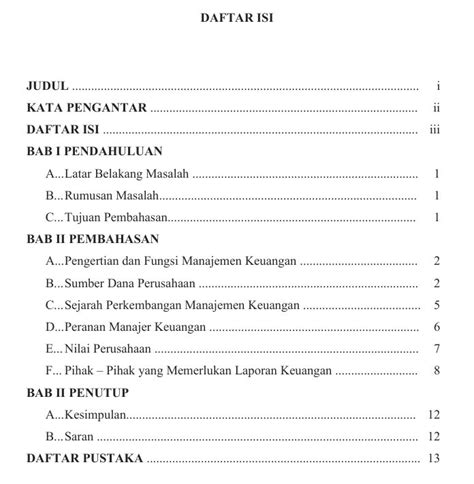 DAFTAR ISI
JUDUL ............................................................................................................. i
KATA PENGANTAR .................................................................................... ii
DAFTAR ISI ................................................................................................... iii
BAB I PENDAHULUAN
A...Latar Belakang Masalah ....................................................................... 1
B...Rumusan Masalah................................................................................. 1
C...Tujuan Pembahasan.............................................................................. 1
BAB II PEMBAHASAN
A...Pengertian dan Fungsi Manajemen Keuangan ..................................... 2
B...Sumber Dana Perusahaan ..................................................................... 2
C...Sejarah Perkembangan Manajemen Keuangan ..................................... 5
D...Peranan Manajer Keuangan .................................................................. 6
E...Nilai Perusahaan ................................................................................... 7
F...Pihak – Pihak yang Memerlukan Laporan Keuangan .......................... 8
BAB II PENUTUP
A...Kesimpulan........................................................................................... 12
B...Saran ..................................................................................................... 12
DAFTAR PUSTAKA ...................................................................................... 13